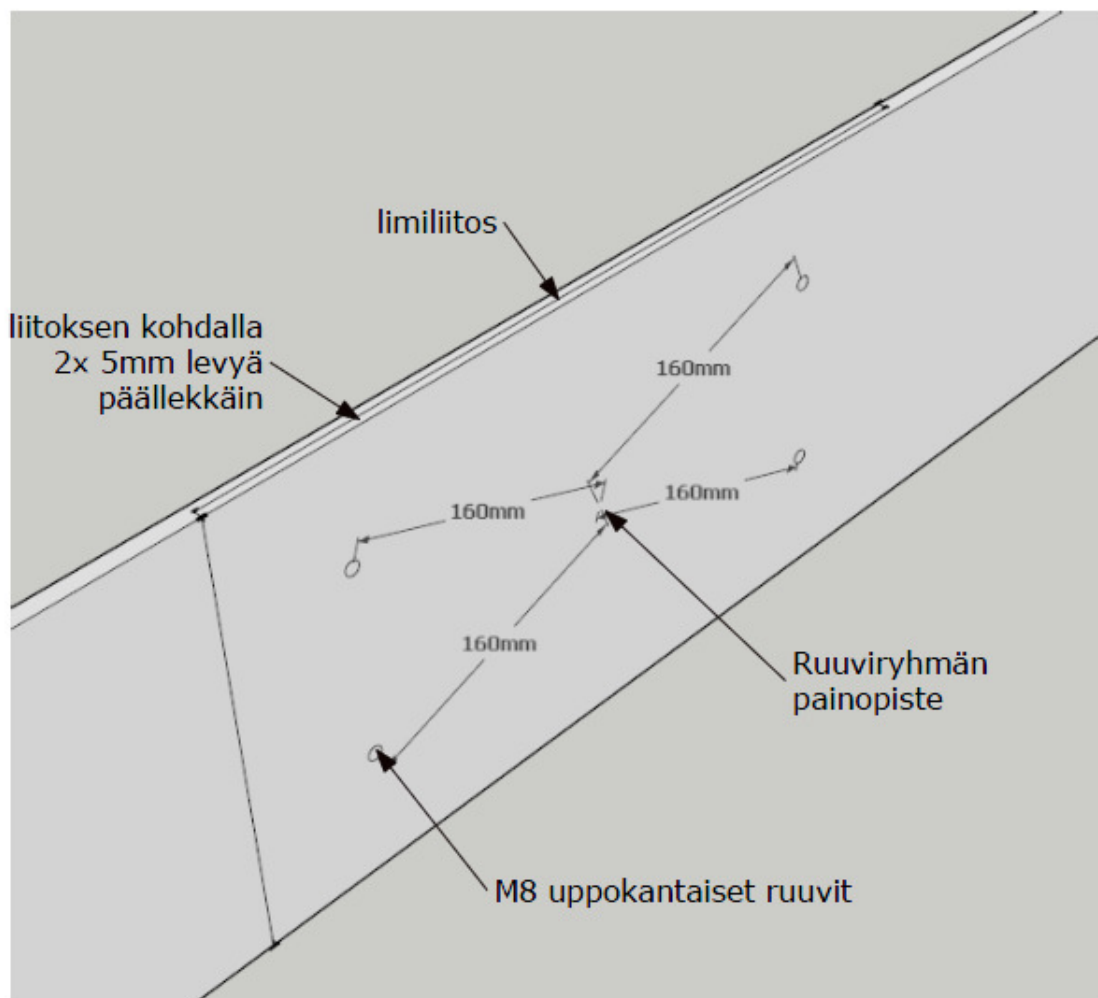 limiliitos
liitoksen kohdalla
2x 5mm levyä
päällekkäin
160mm
160mm
160mm
160mm
Ruuviryhmän
painopiste
M8 uppokantaiset ruuvit